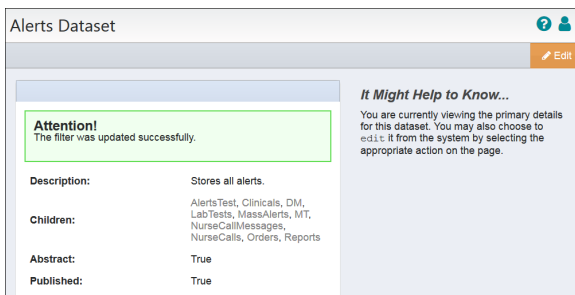 Alerts Dataset
Edit
Attention!
The filter was updated successfully.
Description: Stores all alerts.
Children: AlertsTest, Clinicals, DM,
LabTests, MassAlerts, MT,
NurseCallMessages,
NurseCalls, Orders, Reports
Abstract: True
Published: True
It Might Help to Know...
You are currently viewing the primary details
for this dataset. You may also choose to
edit it from the system by selecting the
appropriate action on the page.